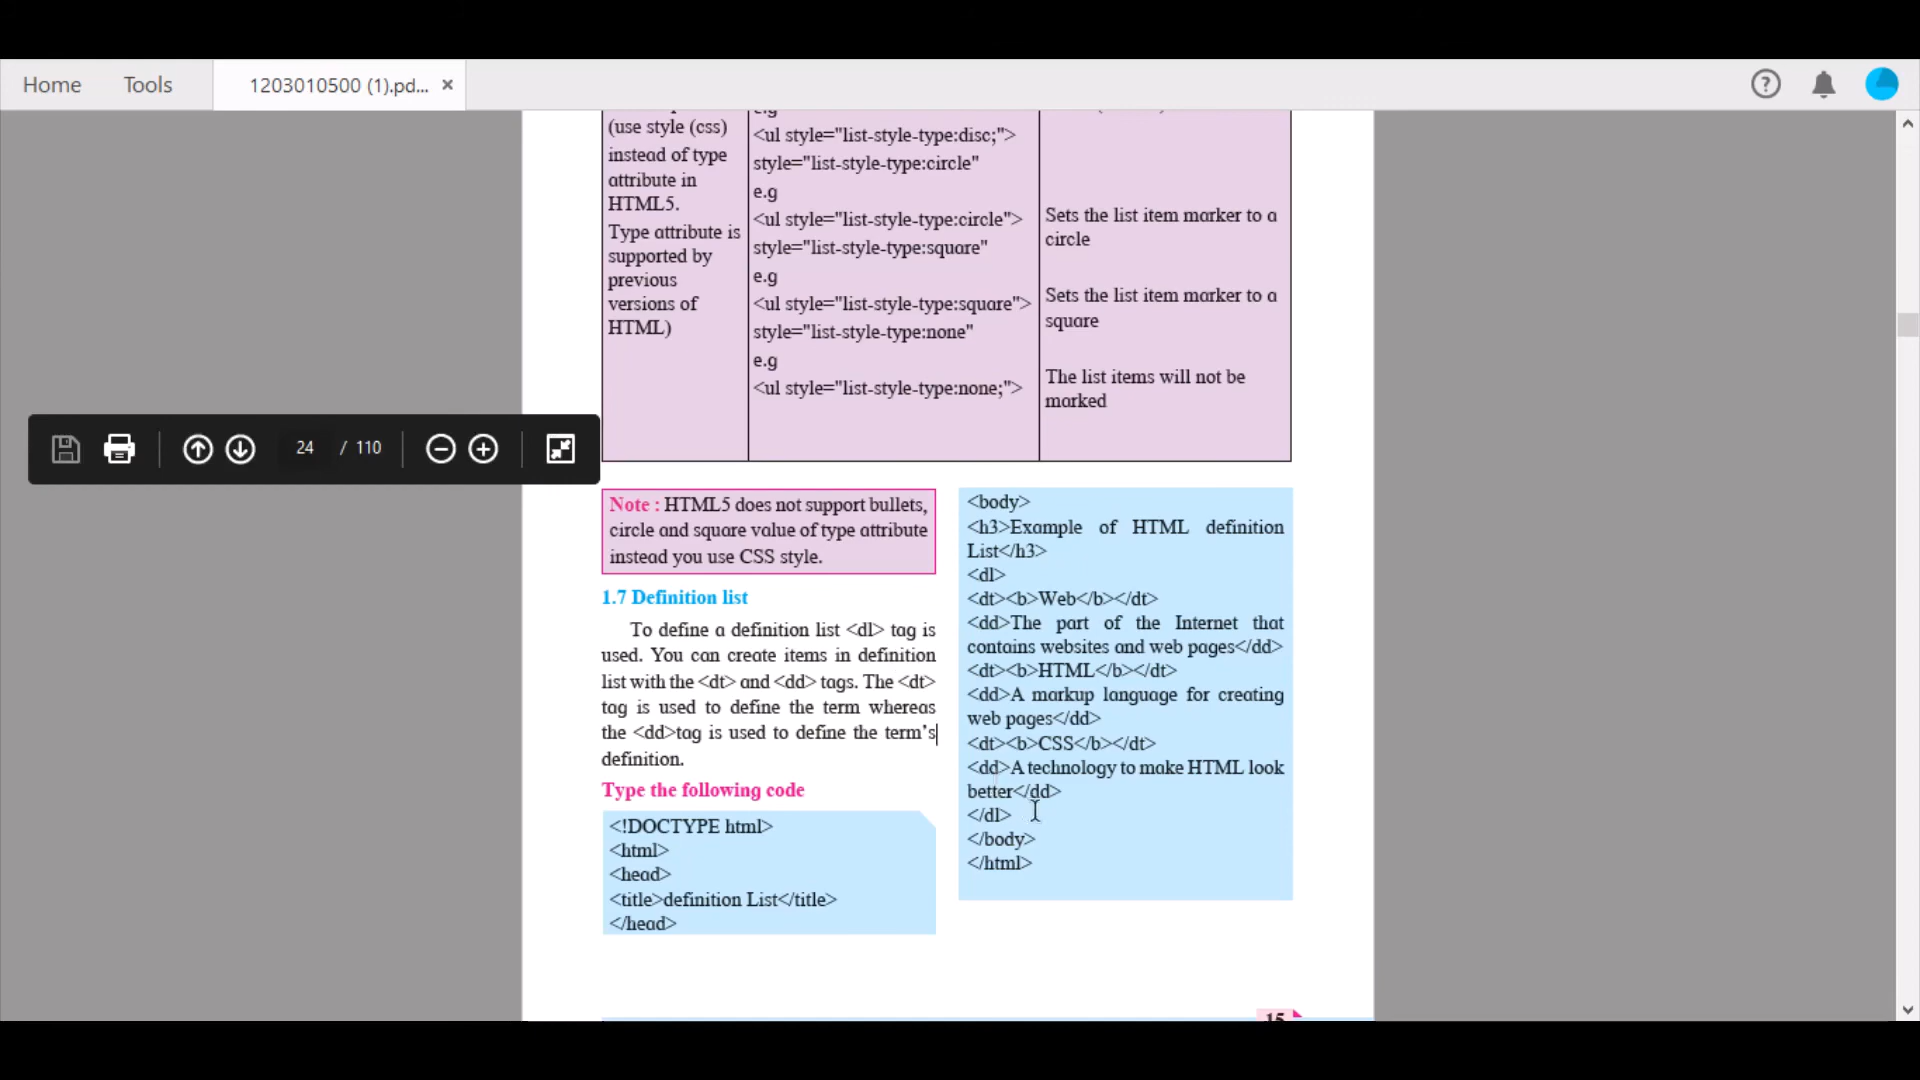 Home Tools 1203010500 (1).pd... ×
(use style (css)
instead of type
attribute in
HTML5.
Type attribute is
supported by
previous
versions of
HTML)
e.g
<ul style="list-style-type:disc;">
style="list-style-type:circle"
e.g
<ul style="list-style-type:circle">
style="list-style-type:square"
e.g
<ul style="list-style-type:square">
style="list-style-type:none"
e.g
<ul style="list-style-type:none;">
Sets the list item marker to a
circle
Sets the list item marker to a
square
The list items will not be
marked
24 / 110
Note : HTML5 does not support bullets,
circle and square value of type attribute
instead you use CSS style.
1.7 Definition list
To define a definition list <dl> tag is
used. You can create items in definition
list with the <dt> and <dd> tags. The <dt>
tag is used to define the term whereas
the <dd>tag is used to define the term’s
definition.
Type the following code
<!DOCTYPE html>
<html>
<head>
<title>definition List</title>
</head>
<body>
<h3>Example of HTML definition
List</h3>
<dl>
<dt><b>Web</b></dt>
<dd>The part of the Internet that
contains websites and web pages</dd>
<dt><b>HTML</b></dt>
<dd>A markup language for creating
web pages</dd>
<dt><b>CSS</b></dt>
<dd>A technology to make HTML look
better</dd>
</dl>
</body>
</html>
15